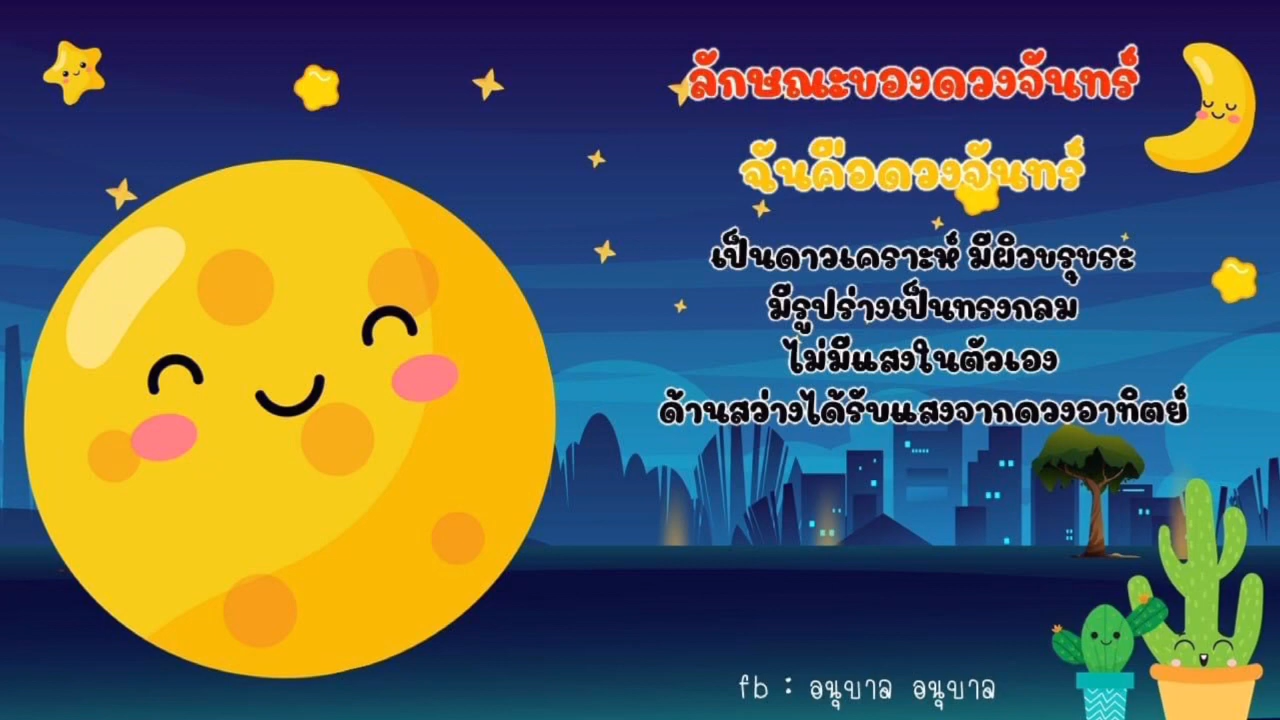 ลักษณะของดวงจันทร์
ฉันคือดวงจันทร์
เป็นดาวเคราะห์ มีผิวขรุขระ
มีรูปร่างเป็นทรงกลม
ไม่มีแสงในตัวเอง
ด้านสว่างได้รับแสงจากดวงอาทิตย์
fb : อนุบาล อนุบาล